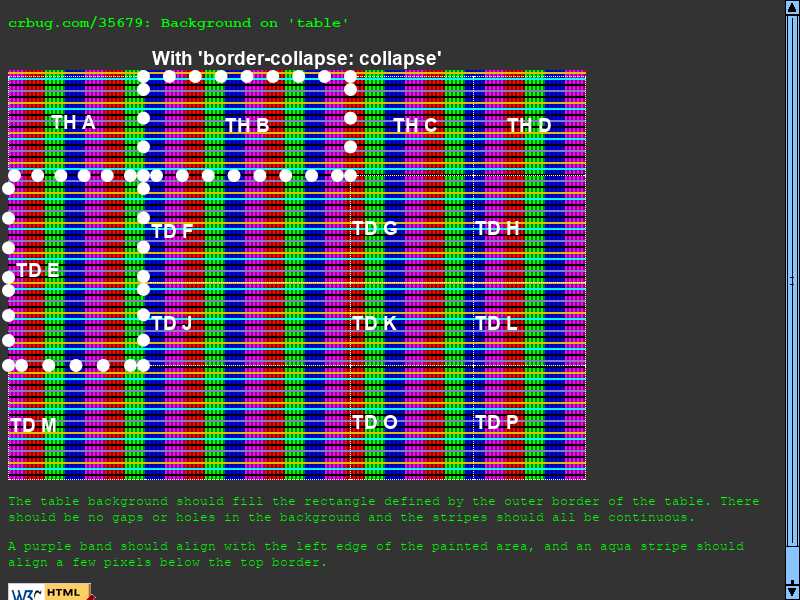 crbug.com/35679: Background on 'table'
With 'border-collapse: collapse'
TH A
TH B
TH C
TH D
TD E
TD F
TD G
TD H
TD J
TD K
TD L
TD M
TD O
TD P
The table background should fill the rectangle defined by the outer border of the table. There
should be no gaps or holes in the background and the stripes should all be continuous.
A purple band should align with the left edge of the painted area, and an aqua stripe should
align a few pixels below the top border.
W3C HTML